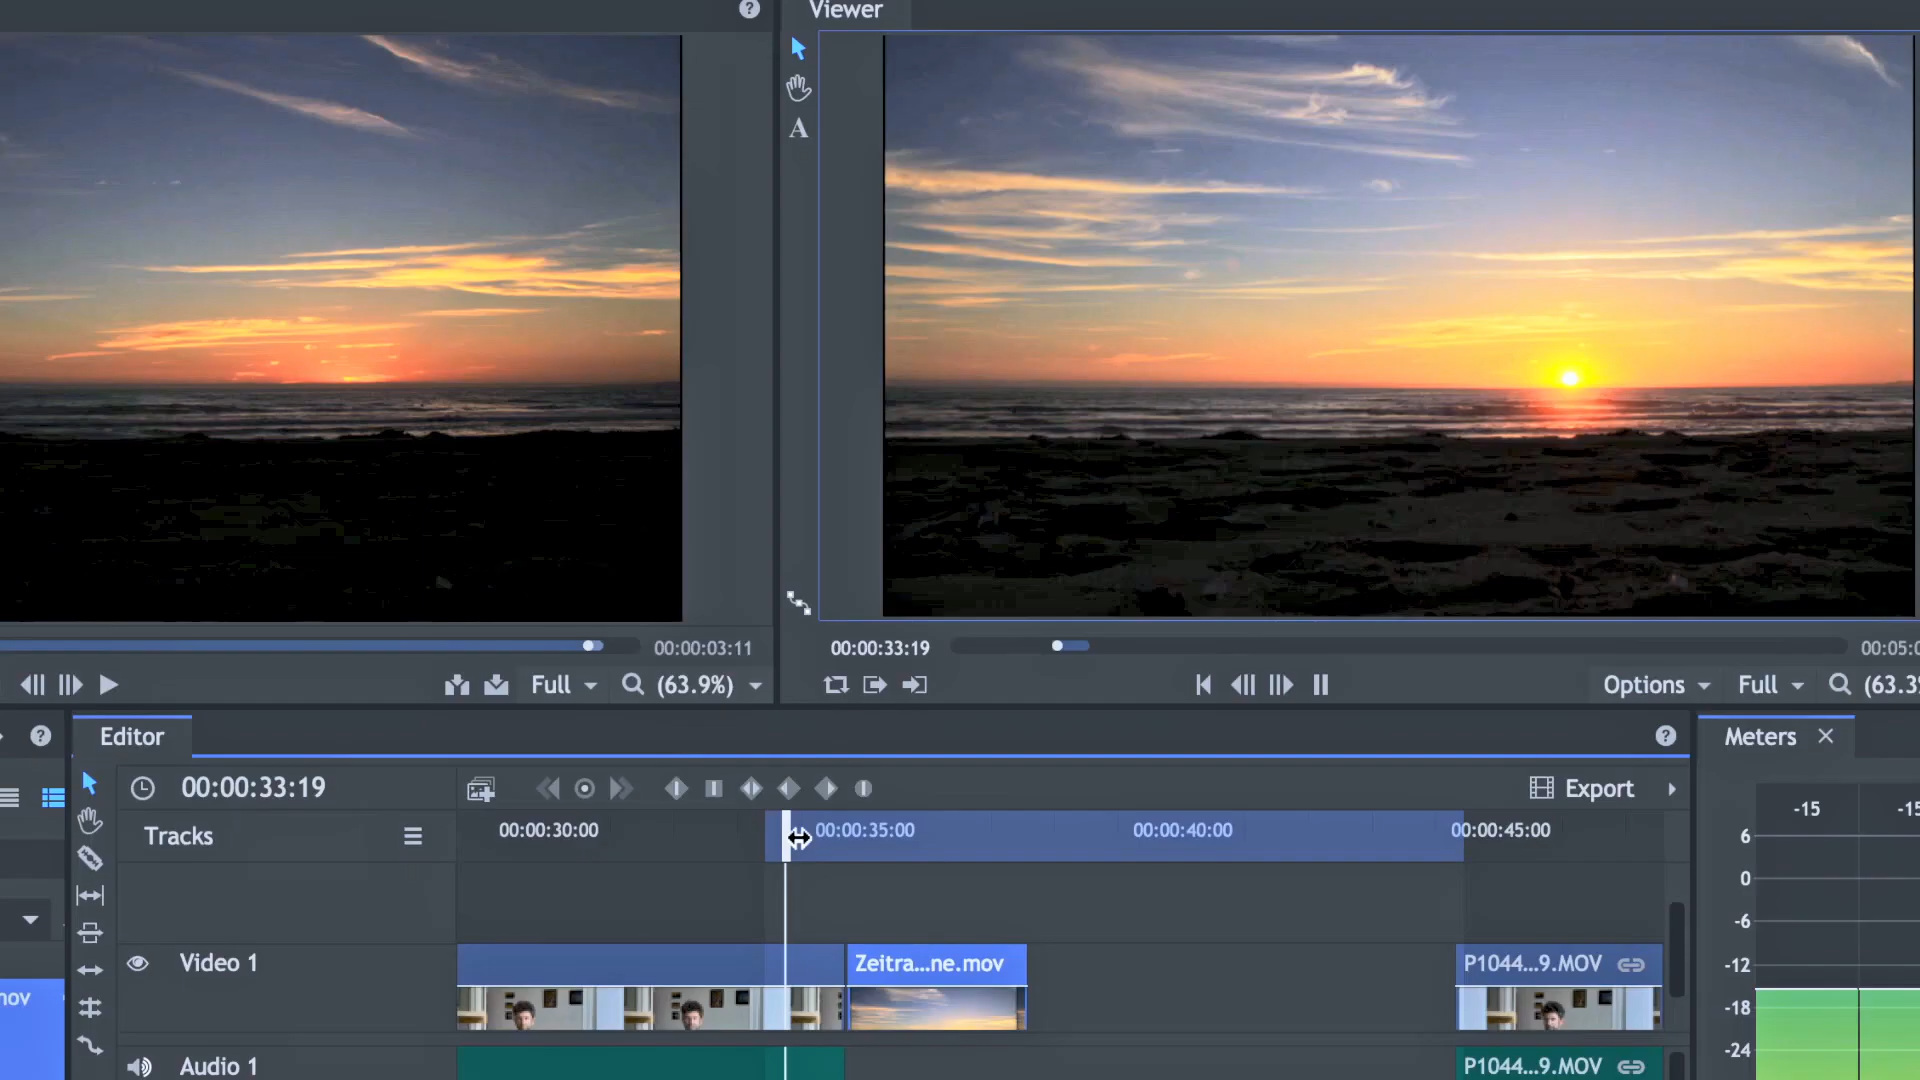 Viewer
A
00:00:03:11
00:00:33:19
00:05:0
Full
(63.9%)
Options
Full
(63.3%
Editor
Meters
00:00:33:19
Export
-15
-15
Tracks
00:00:30:00
00:00:35:00
00:00:40:00
00:00:45:00
6
0
-6
-12
-18
-24
Video 1
Zeitra...ne.mov
P1044...9.MOV
nov
Audio 1
P1044...9.MOV